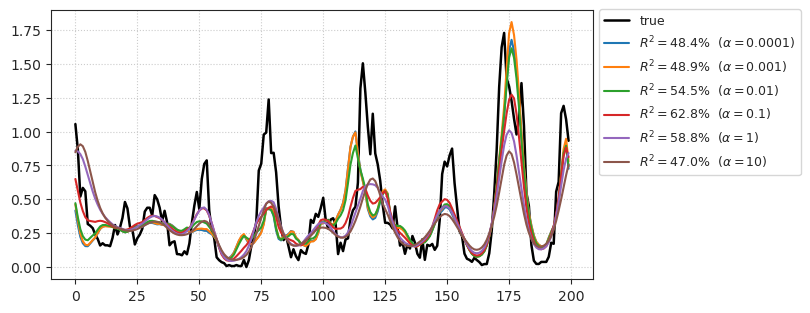 true
R² = 48.4% (α = 0.0001)
R² = 48.9% (α = 0.001)
R² = 54.5% (α = 0.01)
R² = 62.8% (α = 0.1)
R² = 58.8% (α = 1)
R² = 47.0% (α = 10)
1.75
1.50
1.25
1.00
0.75
0.50
0.25
0.00
0 25 50 75 100 125 150 175 200